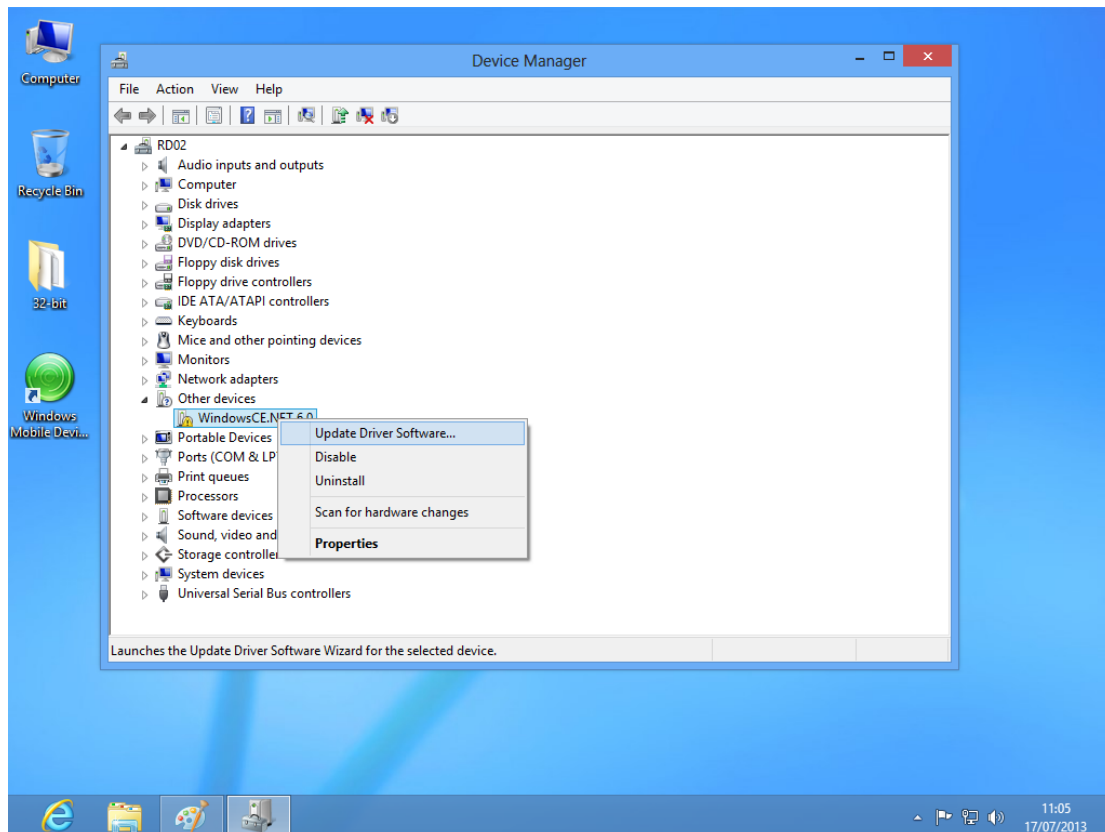 Computer
Recycle Bin
32-bit
Windows
Mobile Devi...
Device Manager
File Action View Help
RD02
Audio inputs and outputs
Computer
Disk drives
Display adapters
DVD/CD-ROM drives
Floppy disk drives
Floppy drive controllers
IDE ATA/ATAPI controllers
Keyboards
Mice and other pointing devices
Monitors
Network adapters
Other devices
WindowsCE.NET 6.0
Portable Devices
Ports (COM & LP
Print queues
Processors
Software devices
Sound, video and
Storage controller
System devices
Universal Serial Bus controllers
Update Driver Software...
Disable
Uninstall
Scan for hardware changes
Properties
Launches the Update Driver Software Wizard for the selected device.
11:05
17/07/2013